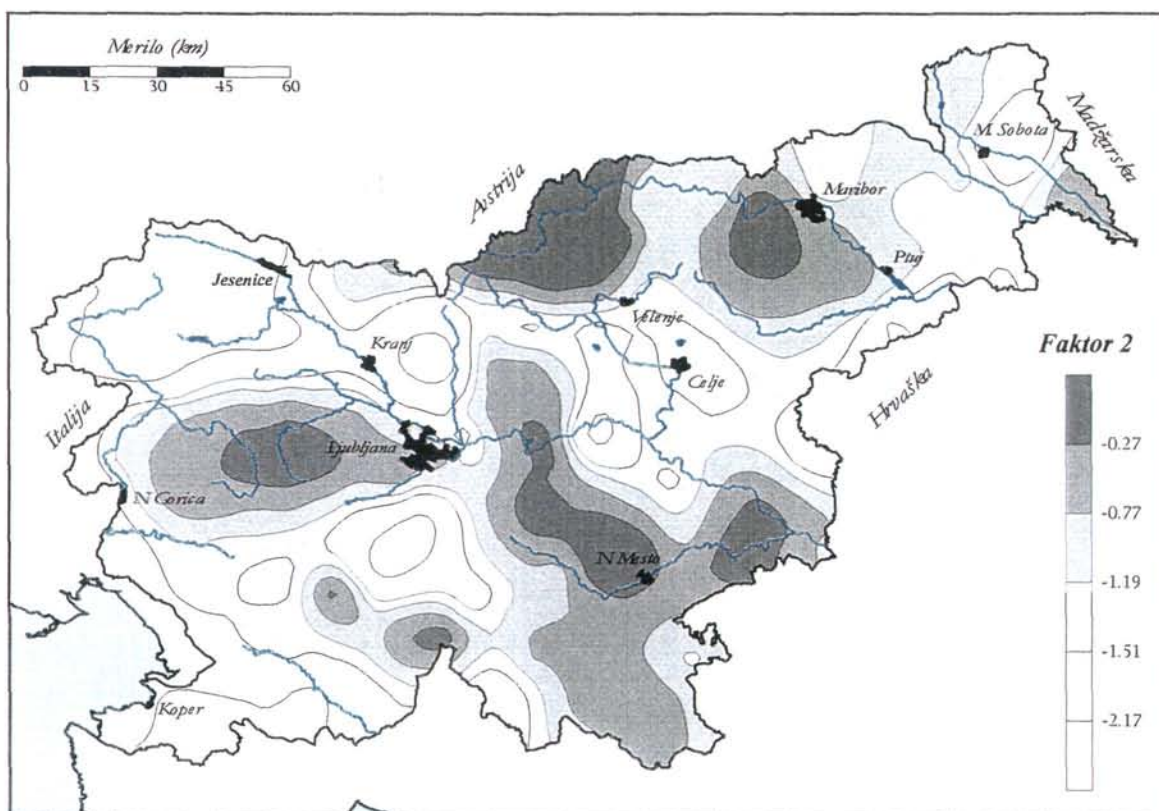 Merilo (km)
0 15 30 45 60
Madžarska
M. Sobota
Avstrija
Maribor
Ptuj
Jesenice
Velenje
Kranj
Celje
Faktor 2
Hrvaška
Italija
Ljubljana
N Gorica
N Mesto
Koper
-0.27
-0.77
-1.19
-1.51
-2.17